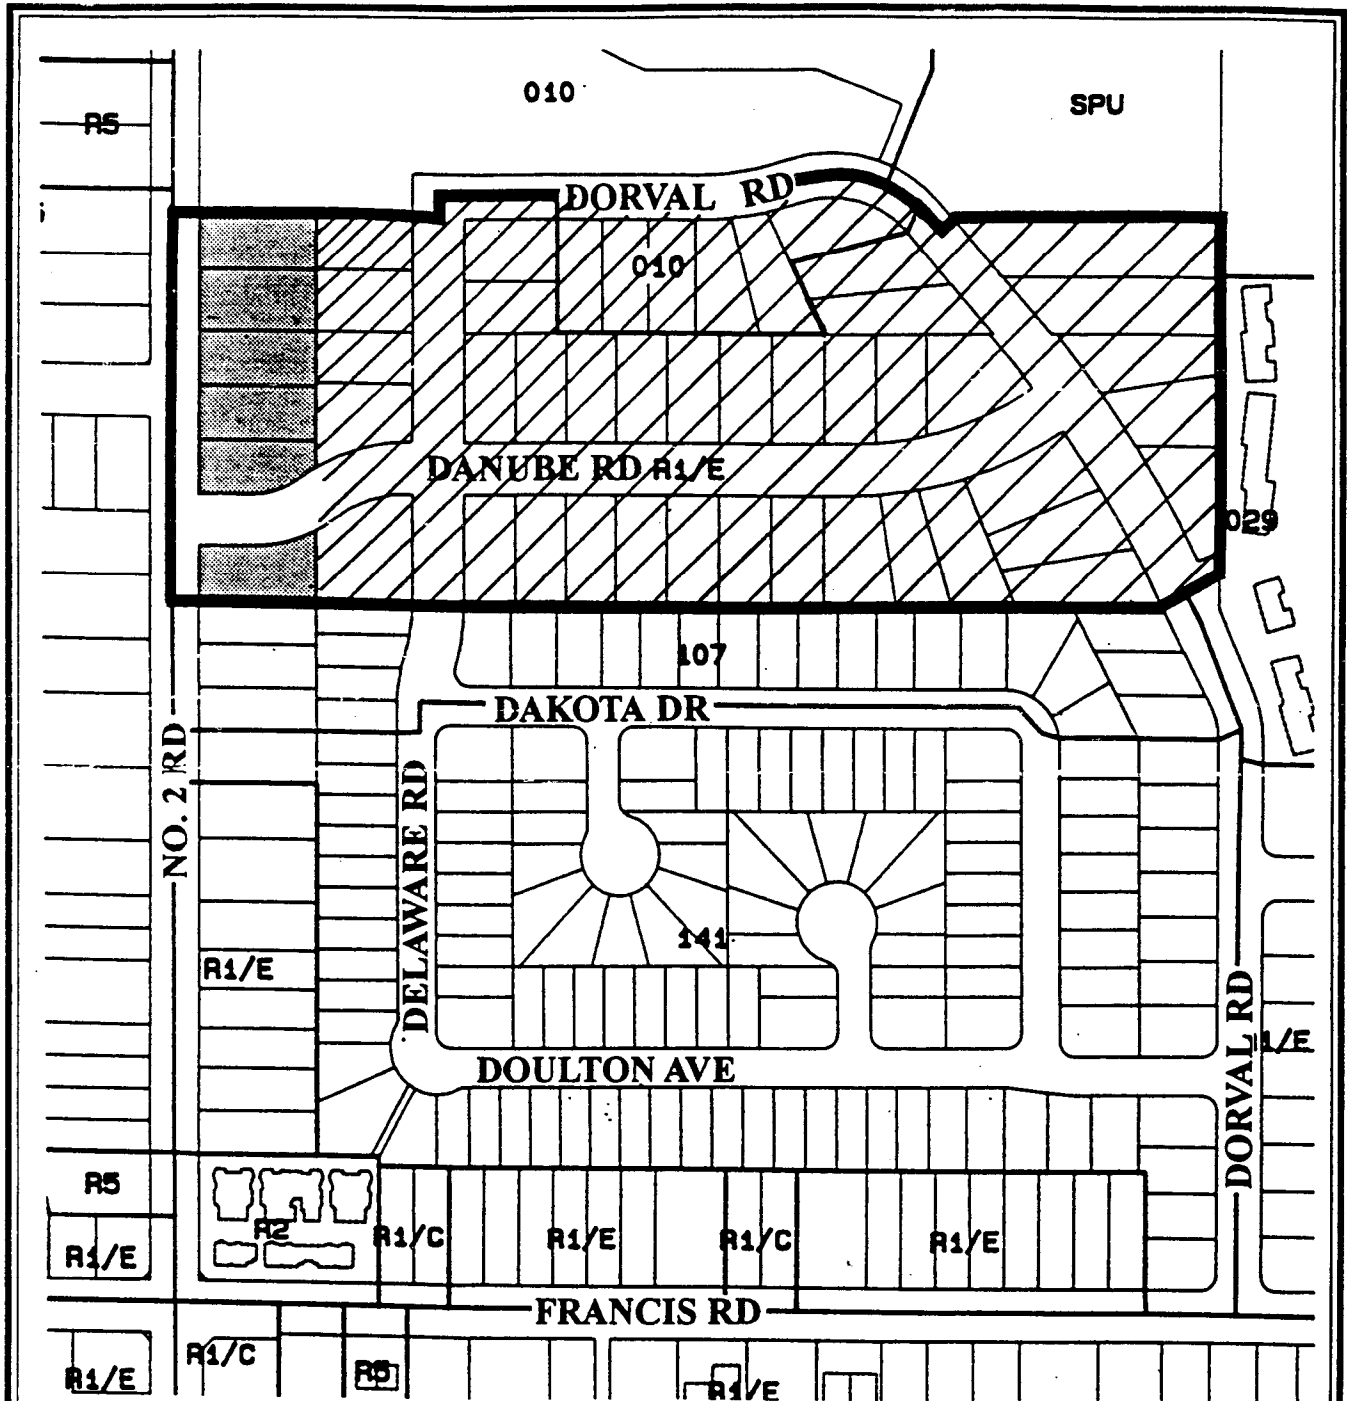 010
SPU
R5
DORVAL RD
010
DANUBE RD R1/E
029
107
DAKOTA DR
NO. 2 RD
DELAWARE RD
141
R1/E
DORVAL RD
1/E
DOULTON AVE
R5
R2
R1/C
R1/E
R1/C
R1/E
R1/E
FRANCIS RD
R1/C
R5
R1/E
R1/E